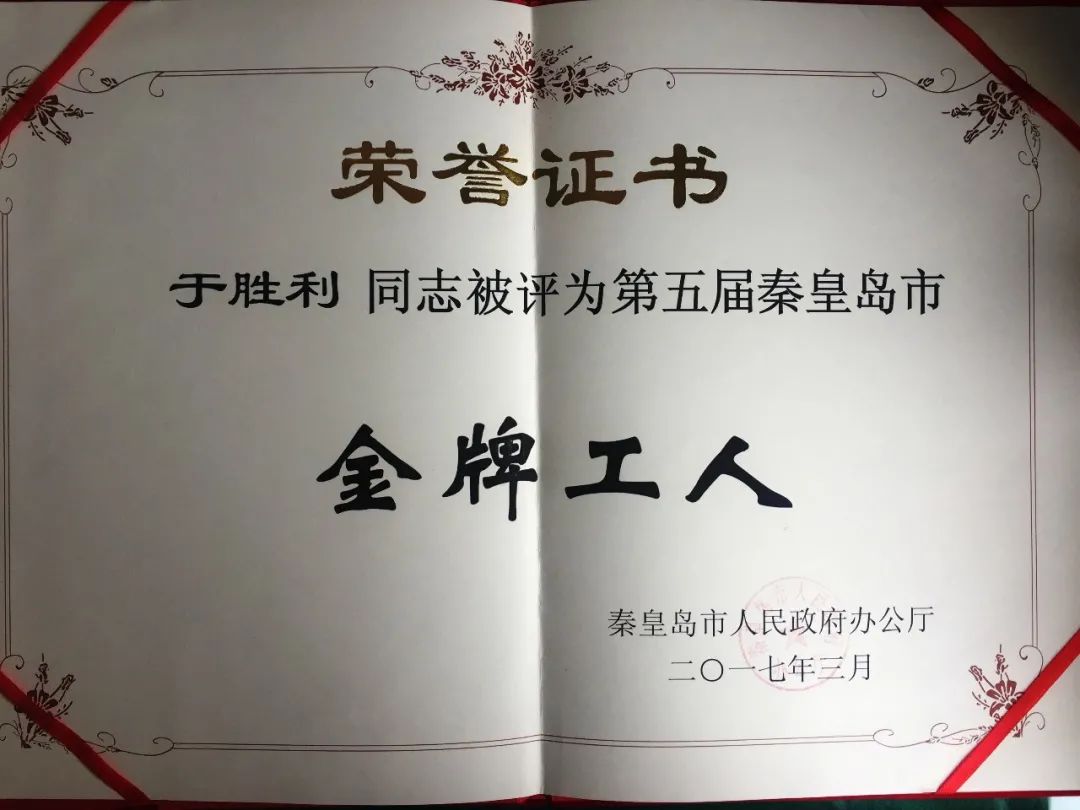 荣誉证书
于胜利 同志被评为第五届秦皇岛市
金牌工人
秦皇岛市人民政府办公厅
二〇一七年三月